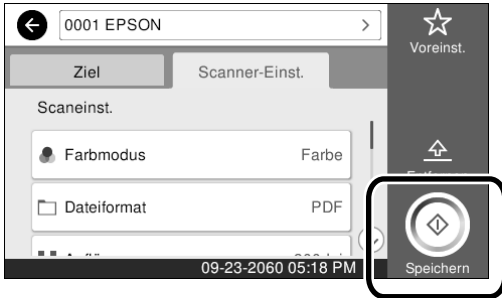 0001 EPSON
Voreinst.
Ziel
Scanner-Einst.
Scaneinst.
Farbmodus
Farbe
Dateiformat
PDF
09-23-2060 05:18 PM
Speichern